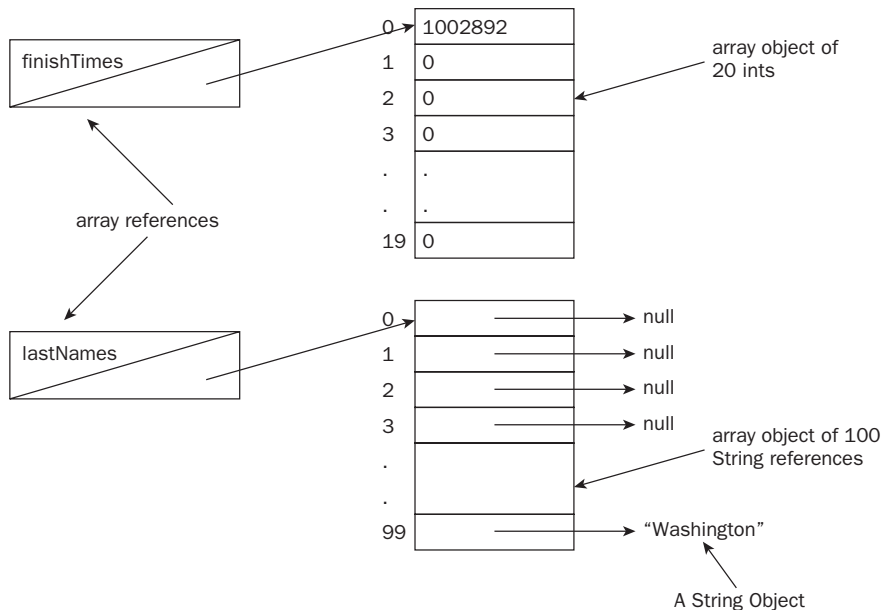 finishTimes
0 1002892
1 0
2 0
3 0
. .
. .
19 0
array object of
20 ints
array references
lastNames
0 null
1 null
2 null
3 null
.
.
99 “Washington”
array object of 100
String references
A String Object